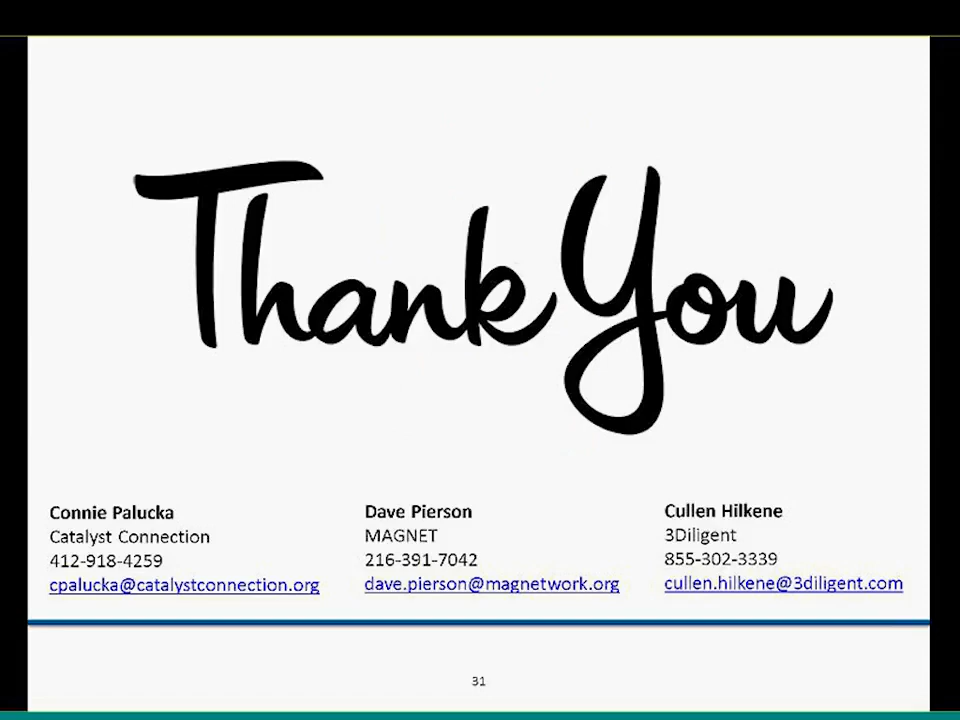 Thank You
Connie Palucka
Catalyst Connection
412-918-4259
cpalucka@catalystconnection.org
Dave Pierson
MAGNET
216-391-7042
dave.pierson@magnetwork.org
Cullen Hilkene
3Diligent
855-302-3339
cullen.hilkene@3diligent.com
31